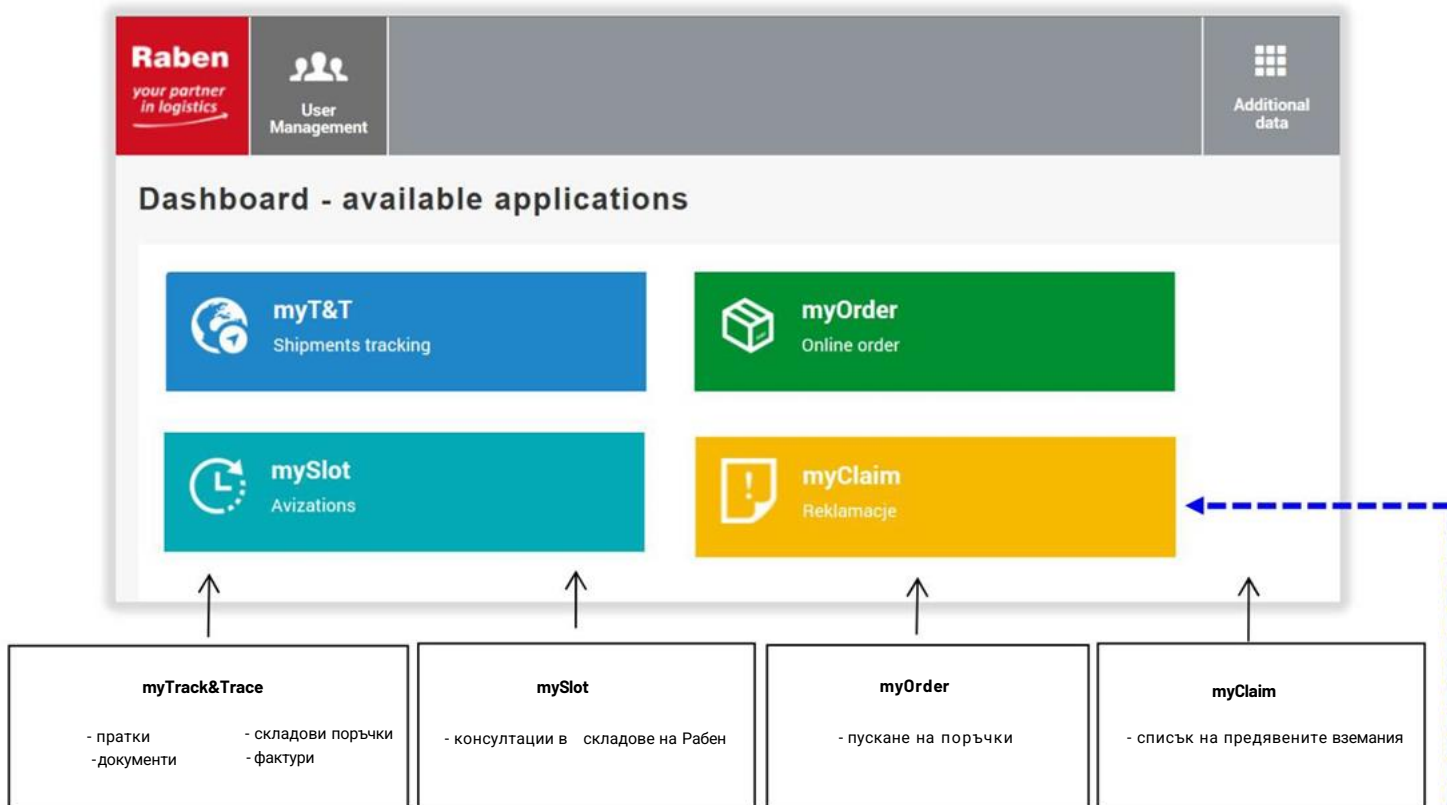 Raben
your partner
in logistics
User
Management
Additional
data
Dashboard - available applications
myT&T
Shipments tracking
myOrder
Online order
mySlot
Avizations
myClaim
Reklamacje
myTrack&Trace
- пратки
-документи
- складови поръчки
-фактури
mySlot
- консултации в складове на Рабен
myOrder
- пускане на поръчки
myClaim
- списък на предявените вземания